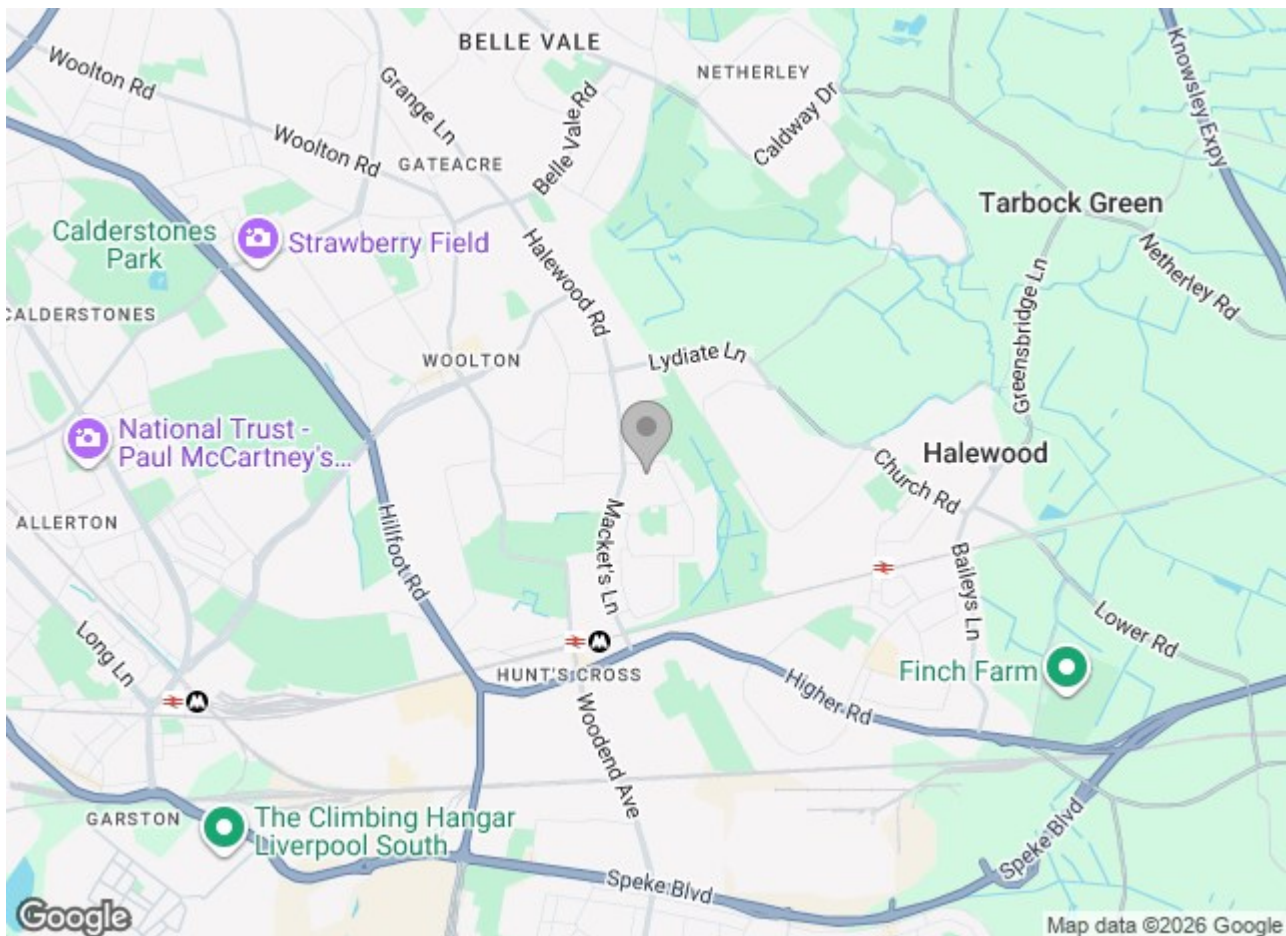 BELLE VALE
Woolton Rd
Grange Ln
NETHERLEY
Knowsley Expy
Woolton Rd
Belle Vale Rd
Caldway Dr
GATEACRE
Tarbock Green
Calderstones
Park
Strawberry Field
Halewood Rd
Netherley Rd
CALDERSTONES
Greensbridge Ln
WOOLTON
Lydiate Ln
National Trust -
Paul McCartney's...
Halewood
Church Rd
ALLERTON
Hillfoot Rd
Macket's Ln
Baileys Ln
Long Ln
Lower Rd
HUNT'S CROSS
Finch Farm
Higher Rd
Woodend Ave
GARSTON
The Climbing Hangar
Liverpool South
Speke Blvd
Speke Blvd
Google
Map data ©2026 Google